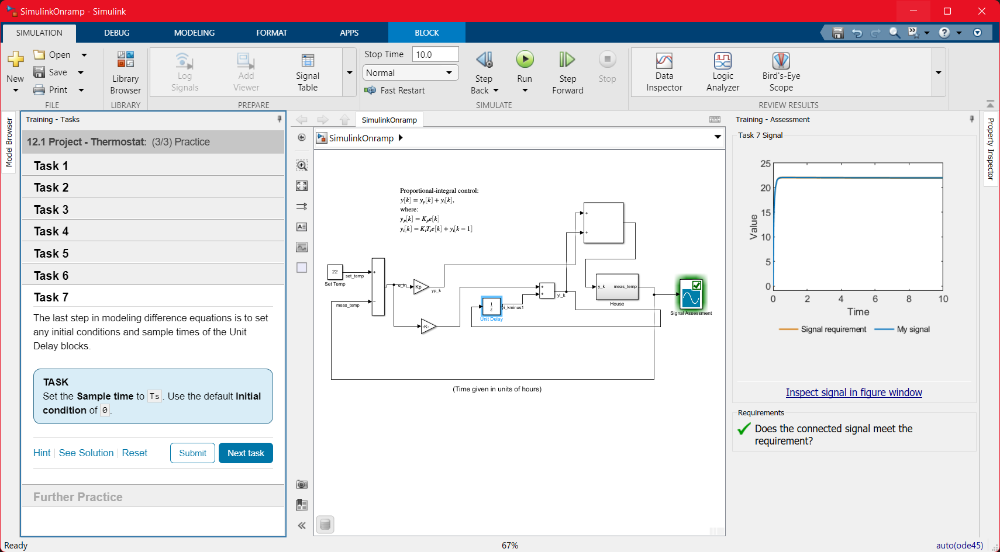 SimulinkOnramp - Simulink
SIMULATION DEBUG MODELING FORMAT APPS BLOCK
New
Open
Save
Print
FILE
Library
Browser
LIBRARY
Log
Signals
Add
Viewer
Signal
Table
PREPARE
Stop Time 10.0
Normal
Fast Restart
Step
Back
Run
Step
Forward
Stop
SIMULATE
Data
Inspector
Logic
Analyzer
Bird's-Eye
Scope
REVIEW RESULTS
Model Browser
Training - Tasks
12.1 Project - Thermostat: (3/3) Practice
Task 1
Task 2
Task 3
Task 4
Task 5
Task 6
Task 7
The last step in modeling difference equations is to set
any initial conditions and sample times of the Unit
Delay blocks.
TASK
Set the Sample time to Ts. Use the default Initial
condition of 0.
Hint See Solution Reset Submit Next task
Further Practice
SimulinkOnramp
SimulinkOnramp
Proportional-integral control:
y[k] = yₚ[k] + yᵢ[k],
where:
yₚ[k] = Kₚe[k]
yᵢ[k] = KᵢTₛe[k] + yᵢ[k − 1]
22
set_temp
Set Temp
meas_temp
e_k
Kp
yp_k
-K-
1
z
yi_kminus1
Unit Delay
yi_k
y_k meas_temp
House
Signal Assessment
(Time given in units of hours)
Training - Assessment
Task 7 Signal
25
20
15
10
5
0
Value
0 2 4 6 8 10
Time
Signal requirement My signal
Inspect signal in figure window
Requirements
Does the connected signal meet the
requirement?
Property Inspector
Ready 67% auto(ode45)